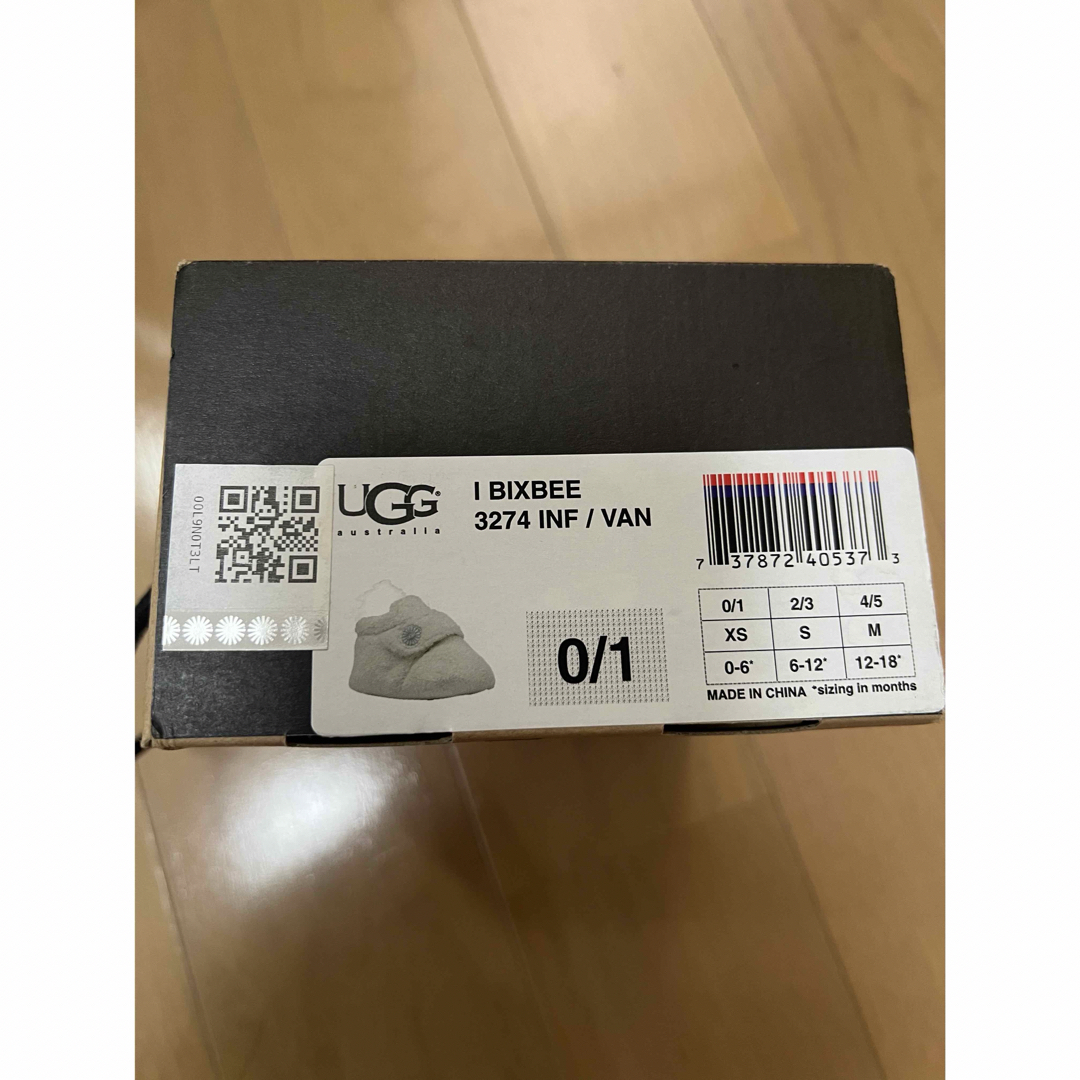 00L9N0T3LT
UGG®
australia
I BIXBEE
3274 INF / VAN
7 37872 40537 3
0/1
0/1 2/3 4/5
XS S M
0-6* 6-12* 12-18*
MADE IN CHINA *sizing in months